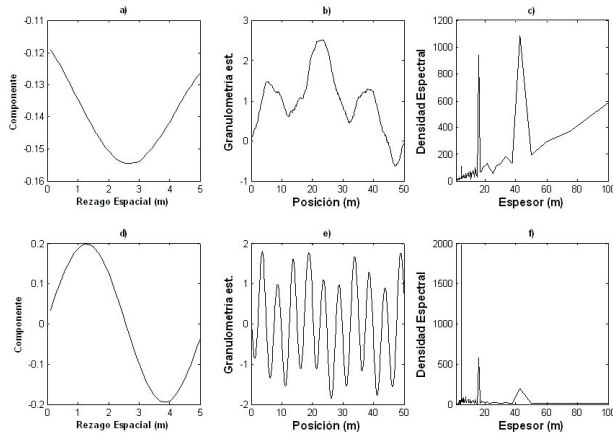 a)
-0.11
-0.12
-0.13
-0.14
-0.15
-0.16
Componente
0 1 2 3 4 5
Rezago Espacial (m)
b)
3
2
1
0
-1
Granulometría est.
0 10 20 30 40 50
Posición (m)
c)
1200
1000
800
600
400
200
0
Densidad Espectral
20 40 60 80 100
Espesor (m)
d)
0.2
0.1
0
-0.1
-0.2
Componente
0 1 2 3 4 5
Rezago Espacial (m)
e)
2
1
0
-1
-2
Granulometría est.
0 10 20 30 40 50
Posición (m)
f)
2000
1500
1000
500
0
Densidad Espectral
20 40 60 80 100
Espesor (m)